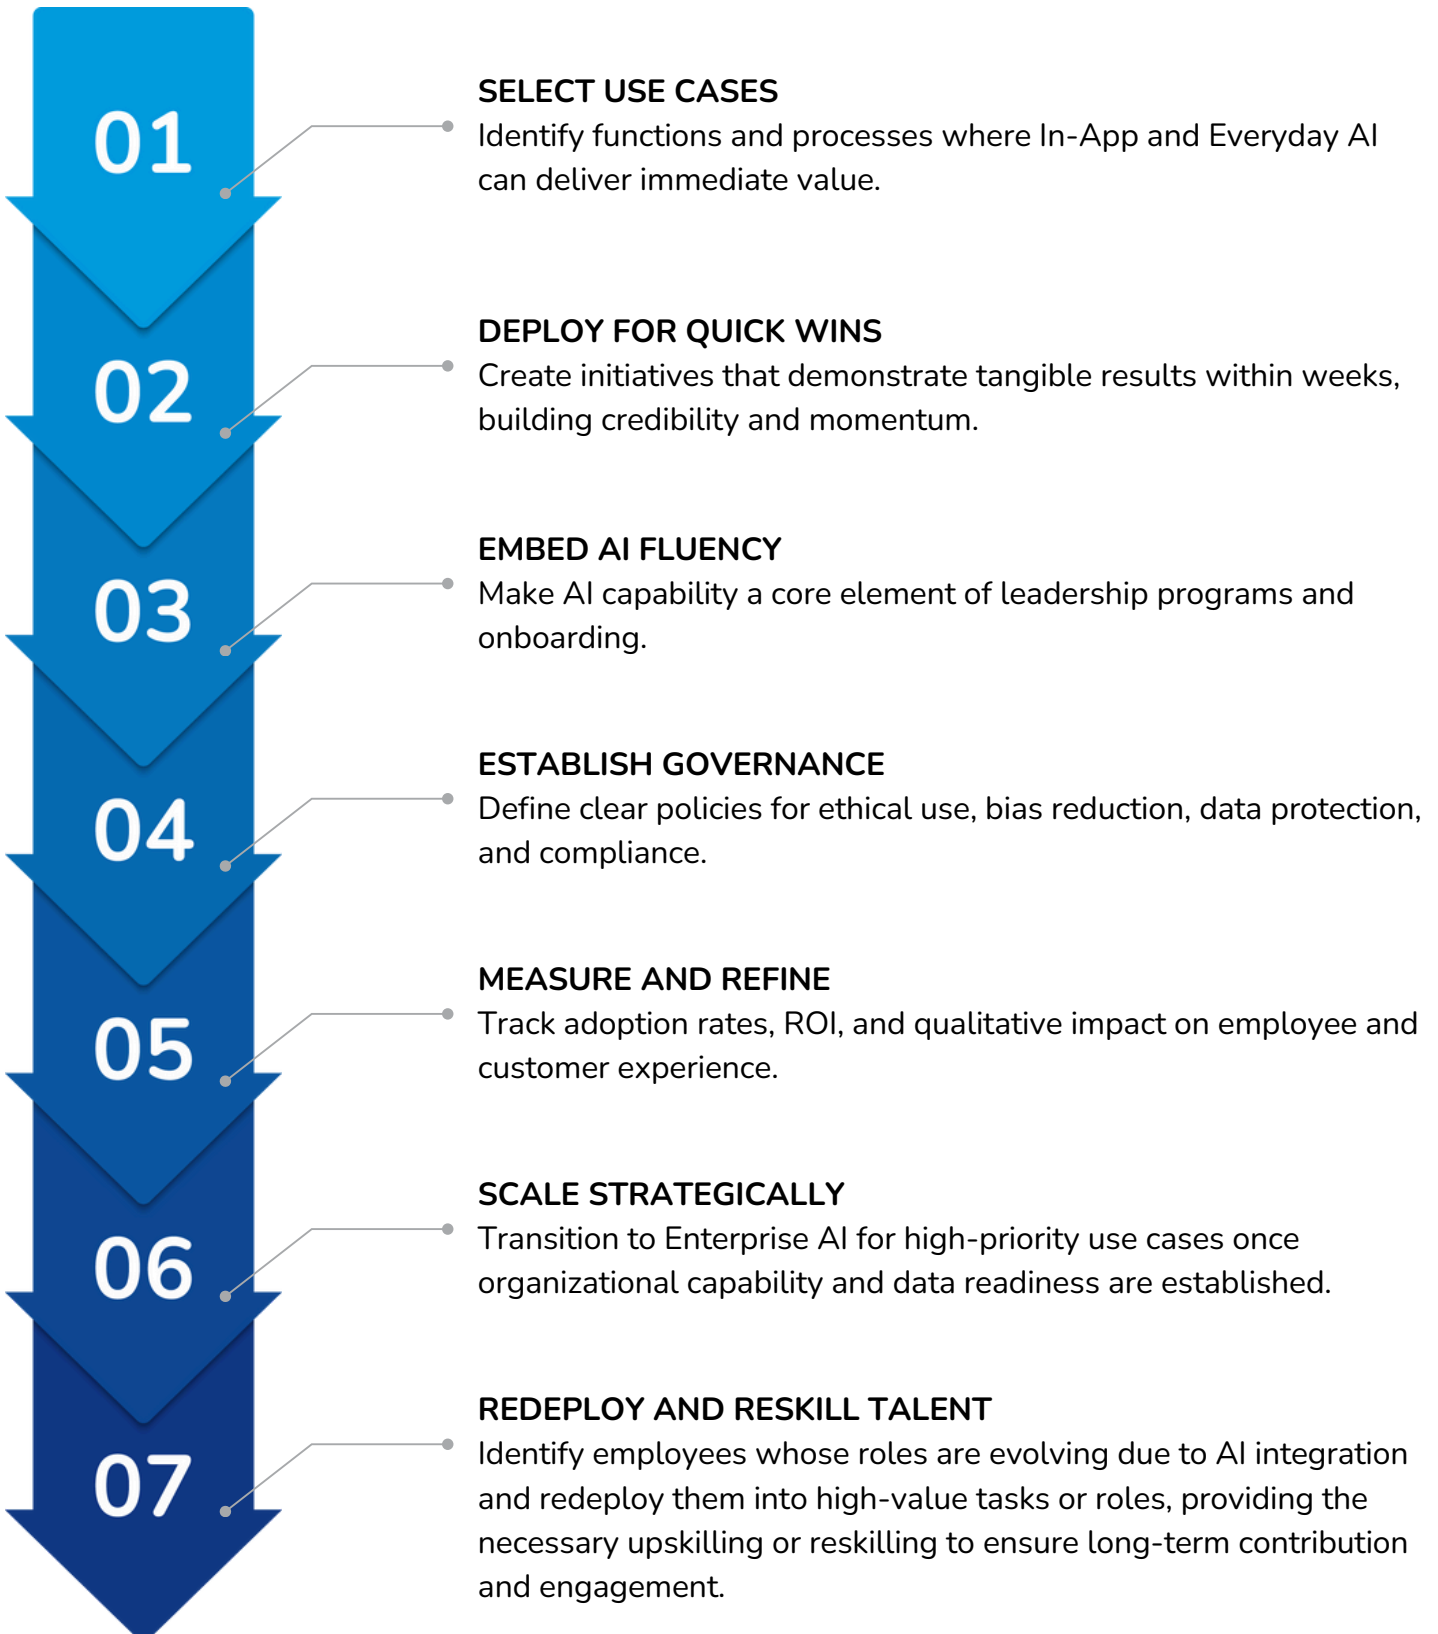 01
SELECT USE CASES
Identify functions and processes where In-App and Everyday AI
can deliver immediate value.
02
DEPLOY FOR QUICK WINS
Create initiatives that demonstrate tangible results within weeks,
building credibility and momentum.
03
EMBED AI FLUENCY
Make AI capability a core element of leadership programs and
onboarding.
04
ESTABLISH GOVERNANCE
Define clear policies for ethical use, bias reduction, data protection,
and compliance.
05
MEASURE AND REFINE
Track adoption rates, ROI, and qualitative impact on employee and
customer experience.
06
SCALE STRATEGICALLY
Transition to Enterprise AI for high-priority use cases once
organizational capability and data readiness are established.
07
REDEPLOY AND RESKILL TALENT
Identify employees whose roles are evolving due to AI integration
and redeploy them into high-value tasks or roles, providing the
necessary upskilling or reskilling to ensure long-term contribution
and engagement.